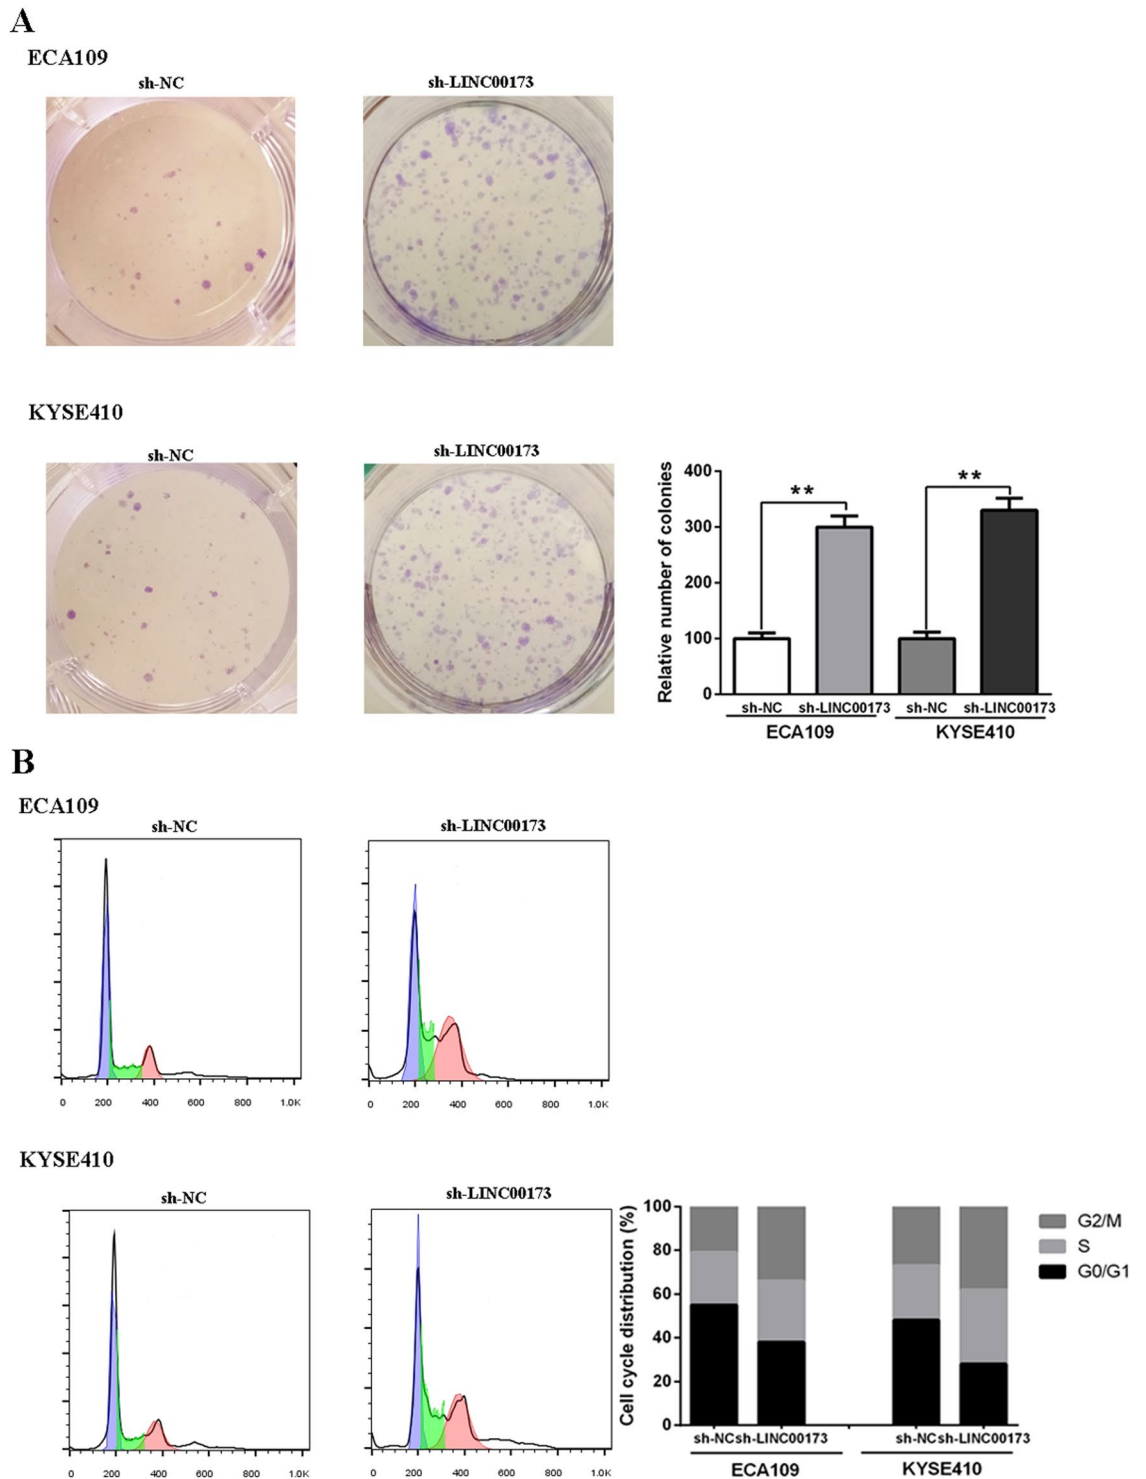 A
ECA109
sh-NC sh-LINC00173
KYSE410
sh-NC sh-LINC00173
Relative number of colonies
400
300
200
100
0
** **
sh-NC sh-LINC00173 sh-NC sh-LINC00173
ECA109 KYSE410
B
ECA109
sh-NC sh-LINC00173
0 200 400 600 800 1.0K 0 200 400 600 800 1.0K
KYSE410
sh-NC sh-LINC00173
0 200 400 600 800 1.0K 0 200 400 600 800 1.0K
Cell cycle distribution (%)
100
80
60
40
20
0
G2/M
S
G0/G1
sh-NC sh-LINC00173 sh-NC sh-LINC00173
ECA109 KYSE410